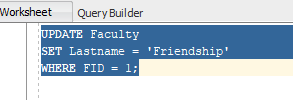 Worksheet Query Builder
UPDATE Faculty
SET Lastname = 'Friendship'
WHERE FID = 1;